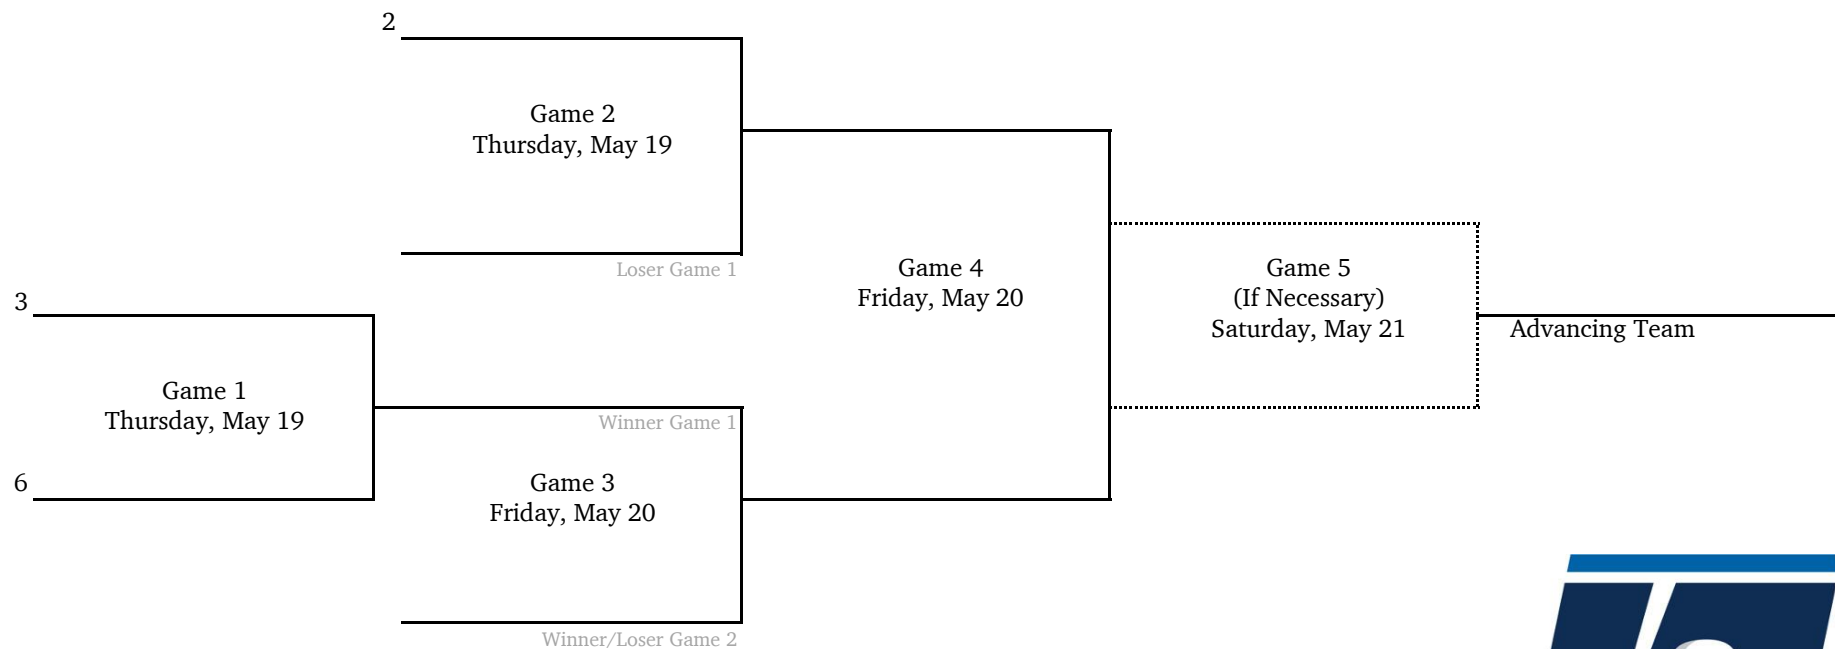 2
Game 2
Thursday, May 19
Loser Game 1
3
Game 1
Thursday, May 19
6
Winner Game 1
Game 3
Friday, May 20
Winner/Loser Game 2
Game 4
Friday, May 20
Game 5
(If Necessary)
Saturday, May 21
Advancing Team